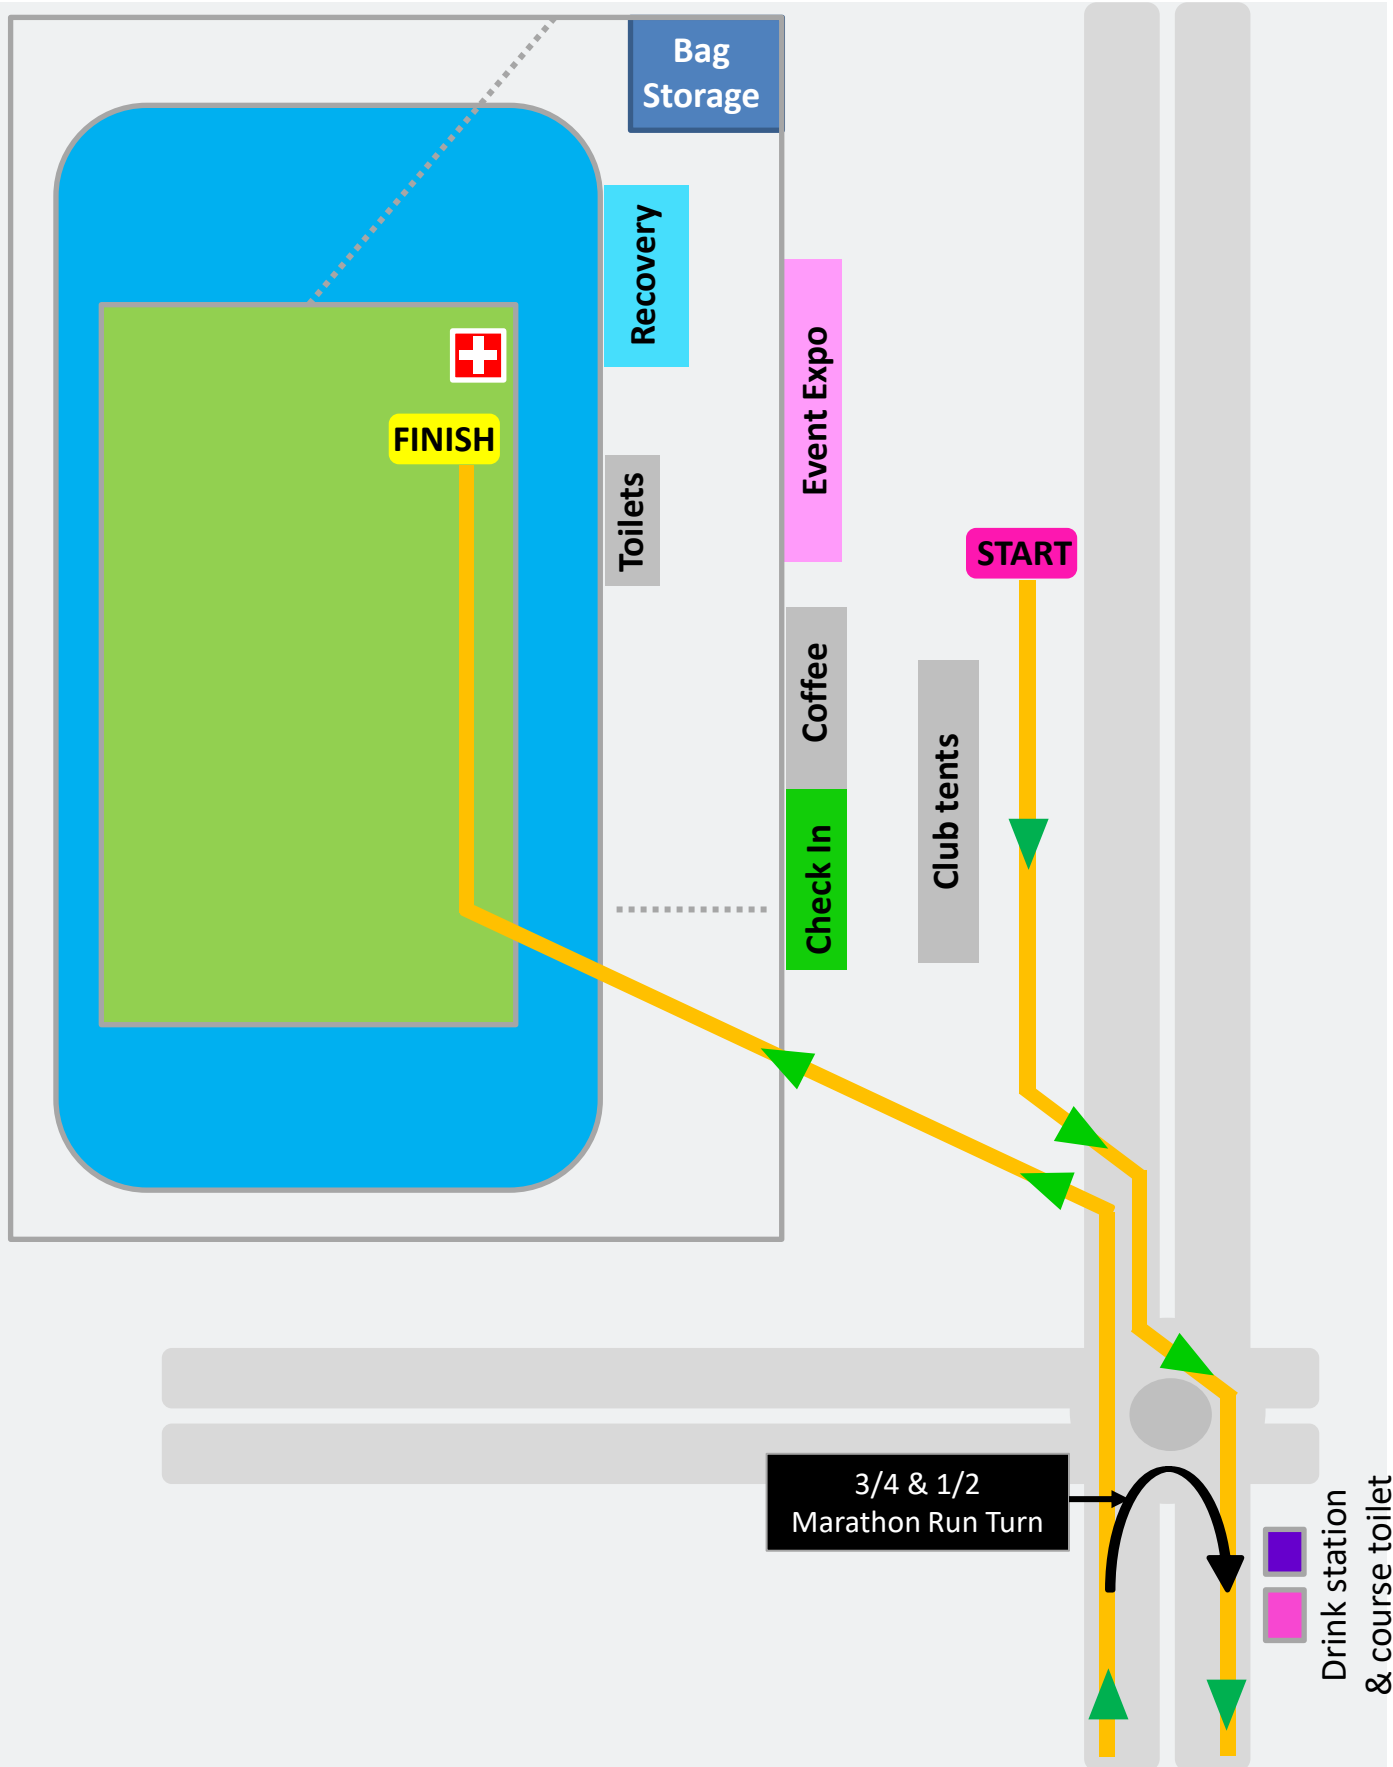 Bag
Storage
Recovery
Event Expo
FINISH
Toilets
START
Coffee
Club tents
Check In
3/4 & 1/2
Marathon Run Turn
Drink station
& course toilet